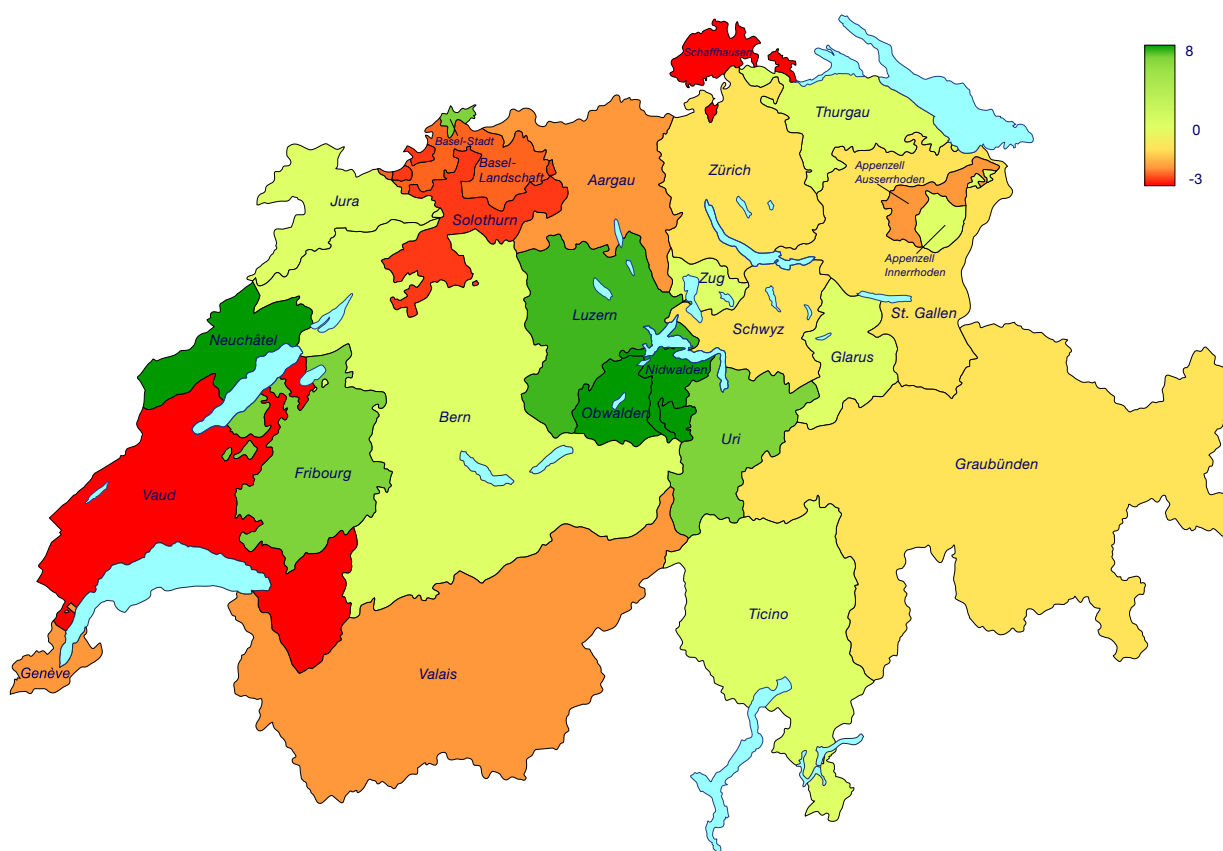 Schaffhausen
8
Thurgau
0
Basel-Stadt
Basel-
Landschaft
Zürich
Appenzell
Ausserrhoden
-3
Aargau
Jura
Solothurn
Appenzell
Innerrhoden
Zug
Luzern
St. Gallen
Schwyz
Neuchâtel
Glarus
Nidwalden
Obwalden
Bern
Uri
Graubünden
Fribourg
Vaud
Ticino
Genève
Valais